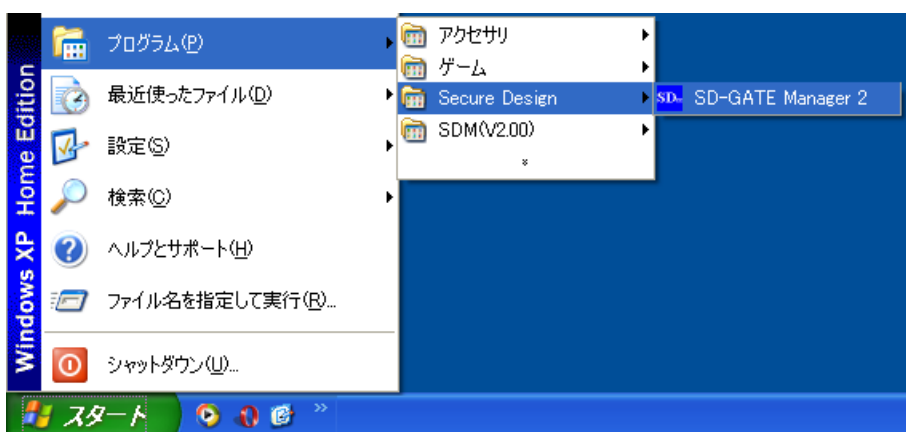 Windows XP Home Edition
プログラム(P)
最近使ったファイル(D)
設定(S)
検索(C)
ヘルプとサポート(H)
ファイル名を指定して実行(R)...
シャットダウン(U)...
アクセサリ
ゲーム
Secure Design
SDM(V2.00)
SD-GATE Manager 2
スタート